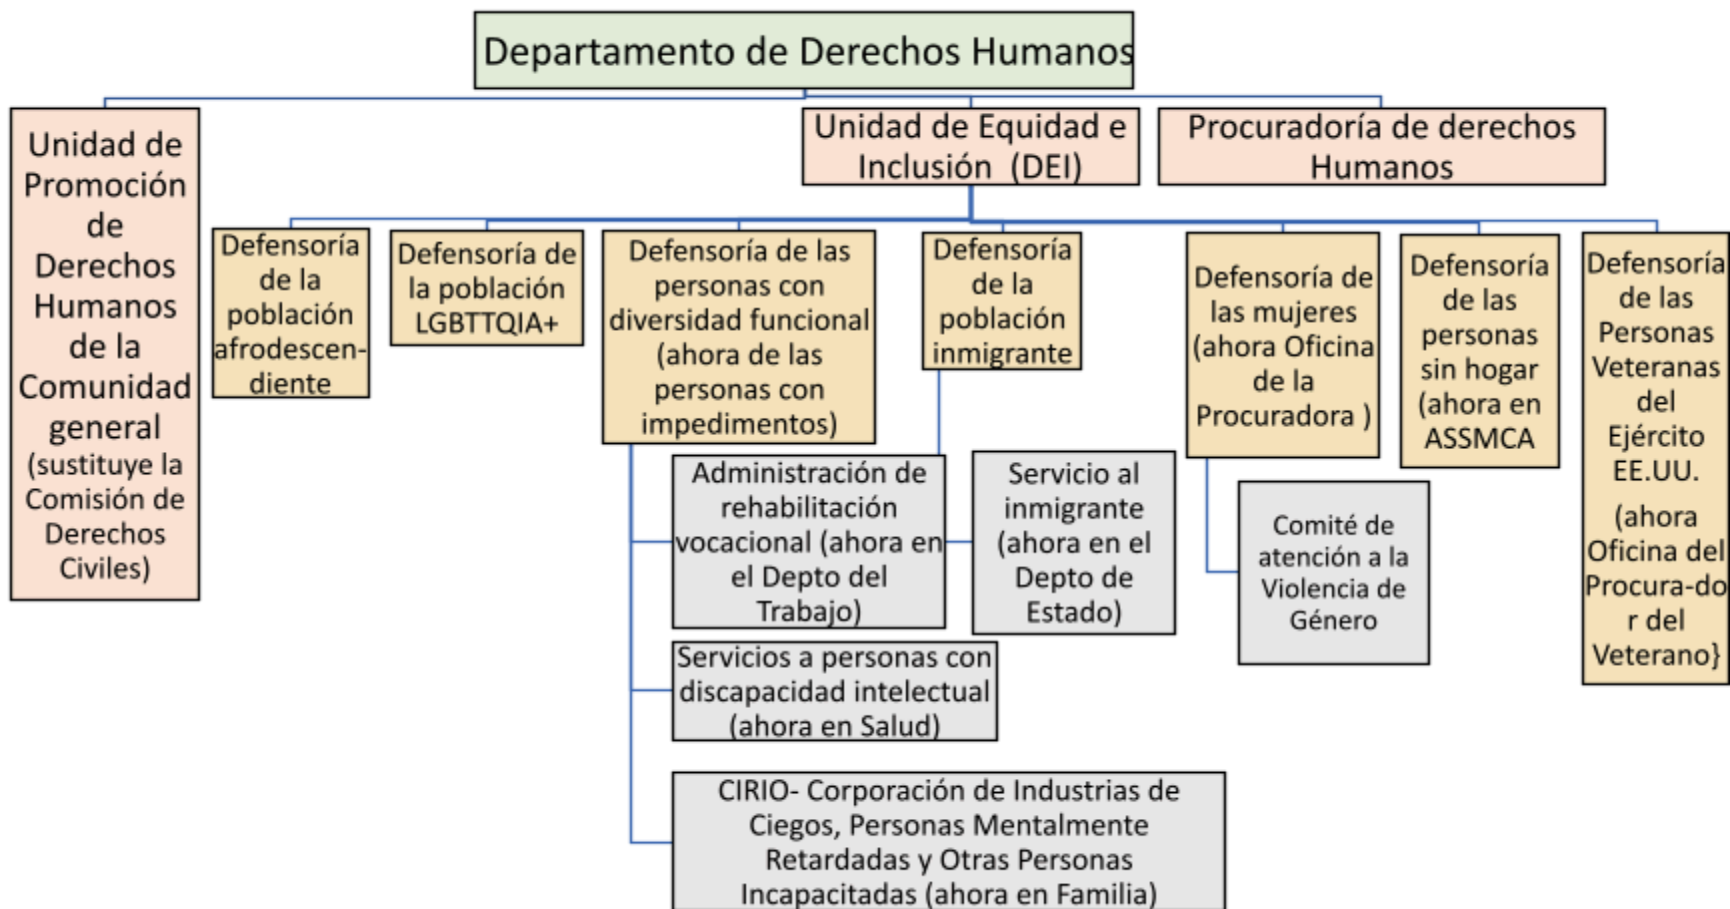 Departamento de Derechos Humanos
Unidad de
Promoción
de
Derechos
Humanos
de la
Comunidad
general
(sustituye la
Comisión de
Derechos
Civiles)
Unidad de Equidad e
Inclusión (DEI)
Procuradoría de derechos
Humanos
Defensoría
de la
población
afrodescen-
diente
Defensoría de
la población
LGBTTQIA+
Defensoría de las
personas con
diversidad funcional
(ahora de las
personas con
impedimentos)
Defensoría
de la
población
inmigrante
Defensoría de
las mujeres
(ahora Oficina
de la
Procuradora )
Defensoría
de las
personas
sin hogar
(ahora en
ASSMCA
Defensoría
de las
Personas
Veteranas
del
Ejército
EE.UU.
(ahora
Oficina del
Procura-do
r del
Veterano}
Administración de
rehabilitación
vocacional (ahora en
el Depto del
Trabajo)
Servicio al
inmigrante
(ahora en el
Depto de
Estado)
Comité de
atención a la
Violencia de
Género
Servicios a personas con
discapacidad intelectual
(ahora en Salud)
CIRIO- Corporación de Industrias de
Ciegos, Personas Mentalmente
Retardadas y Otras Personas
Incapacitadas (ahora en Familia)